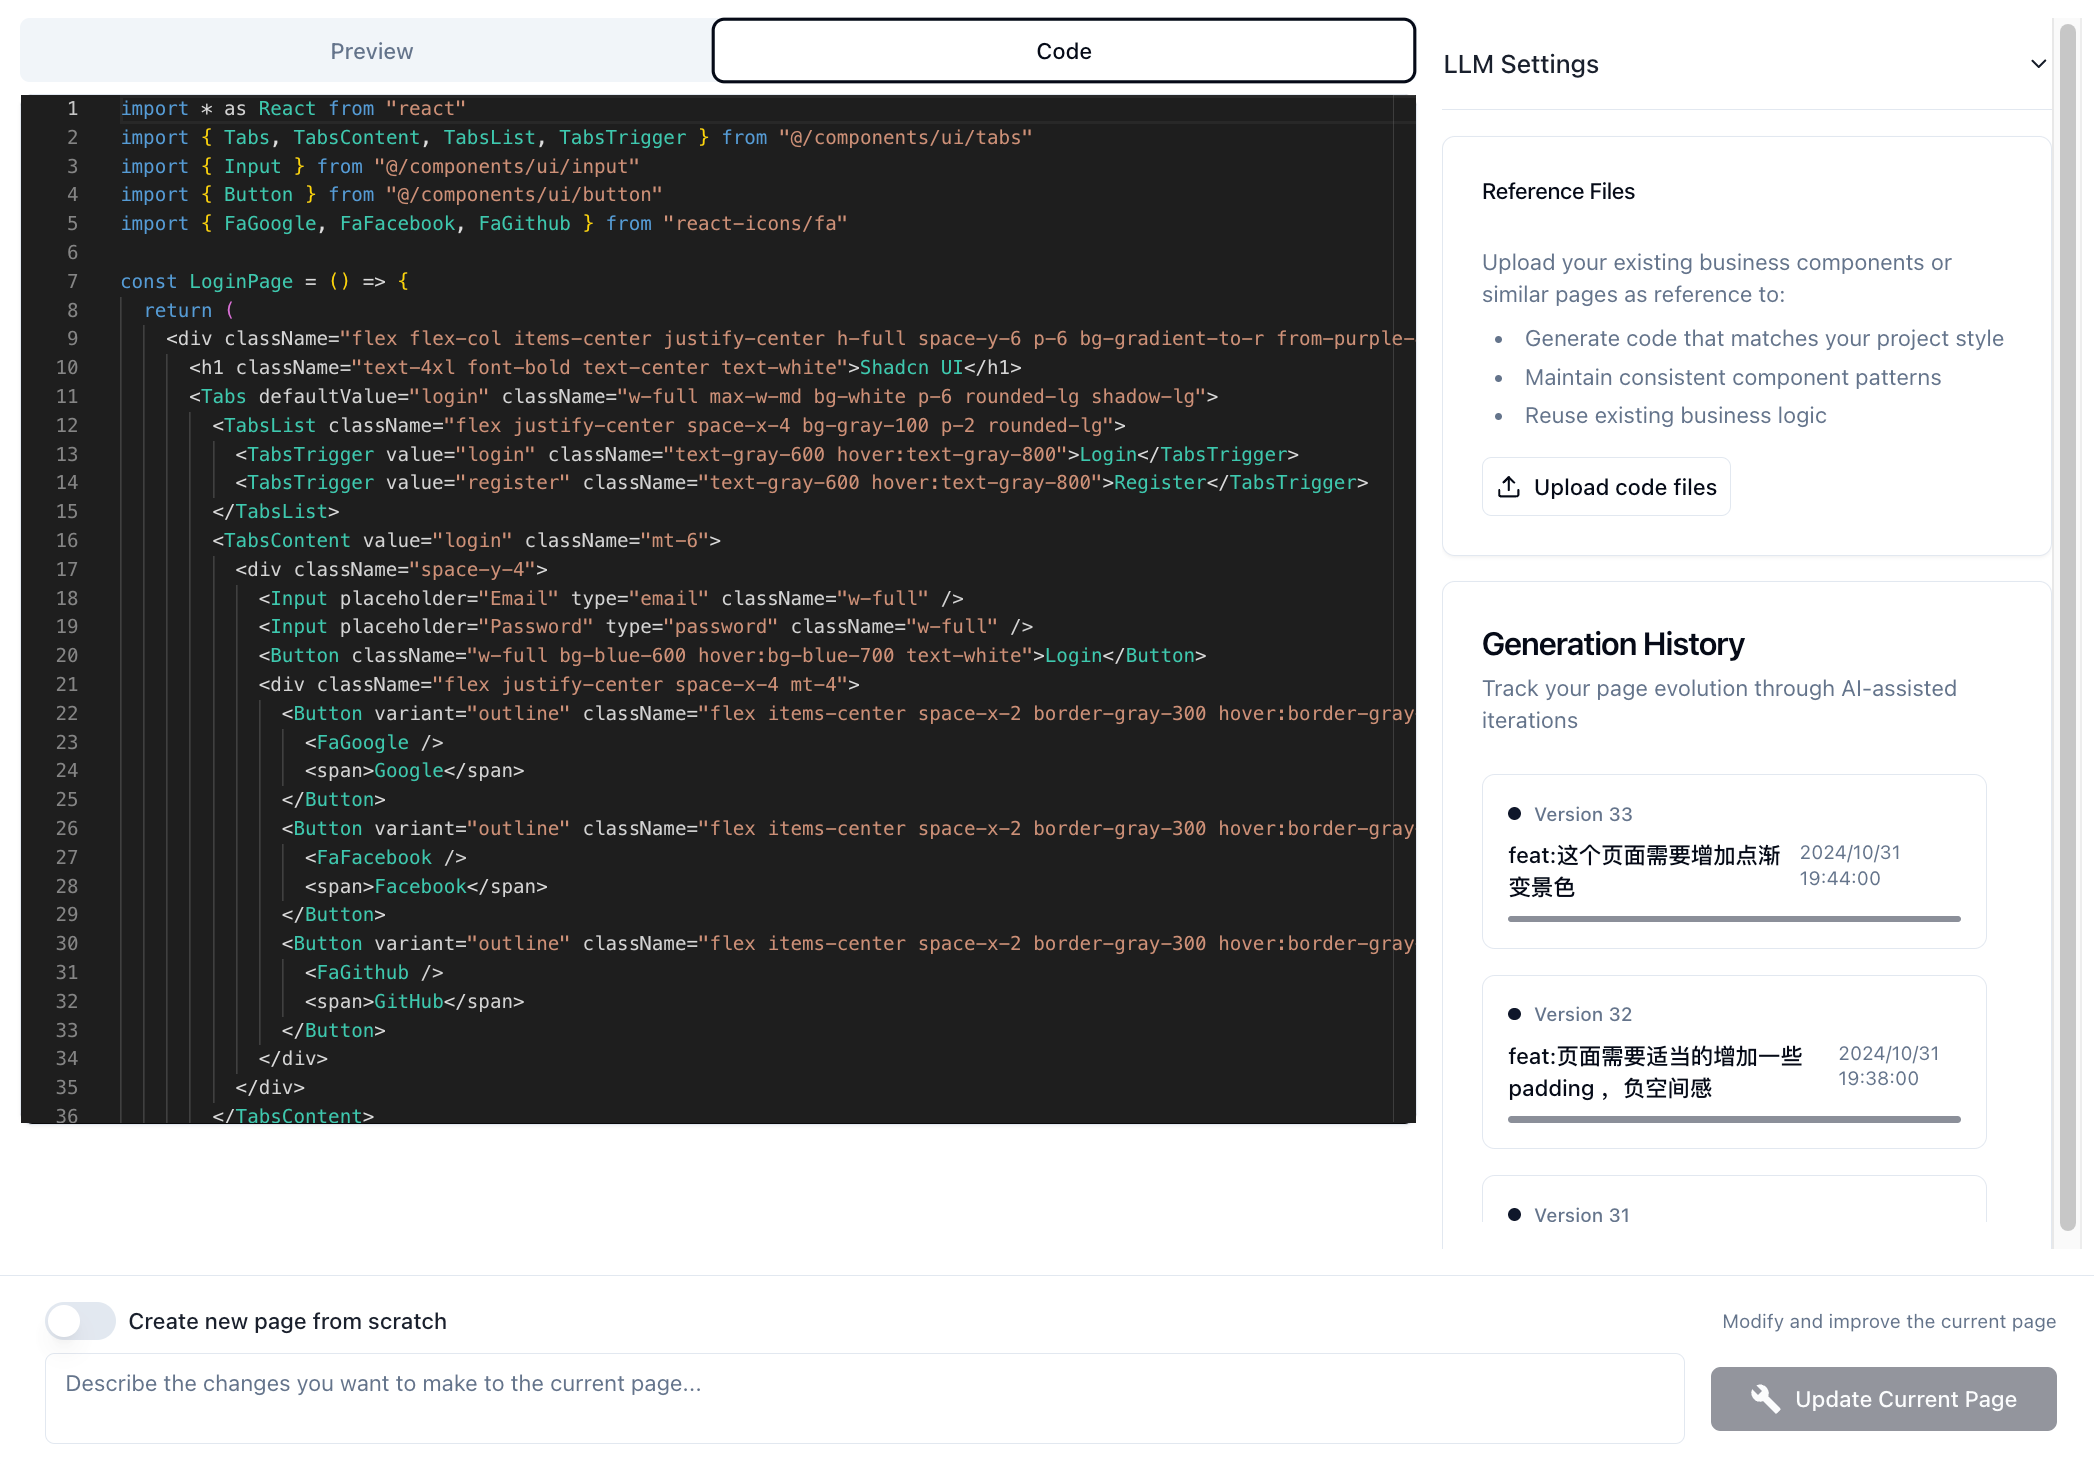 Preview
Code
1 import * as React from "react"
2 import { Tabs, TabsContent, TabsList, TabsTrigger } from "@/components/ui/tabs"
3 import { Input } from "@/components/ui/input"
4 import { Button } from "@/components/ui/button"
5 import { FaGoogle, FaFacebook, FaGithub } from "react-icons/fa"
6
7 const LoginPage = () => {
8 return (
9 <div className="flex flex-col items-center justify-center h-full space-y-6 p-6 bg-gradient-to-r from-purple-
10 <h1 className="text-4xl font-bold text-center text-white">Shadcn UI</h1>
11 <Tabs defaultValue="login" className="w-full max-w-md bg-white p-6 rounded-lg shadow-lg">
12 <TabsList className="flex justify-center space-x-4 bg-gray-100 p-2 rounded-lg">
13 <TabsTrigger value="login" className="text-gray-600 hover:text-gray-800">Login</TabsTrigger>
14 <TabsTrigger value="register" className="text-gray-600 hover:text-gray-800">Register</TabsTrigger>
15 </TabsList>
16 <TabsContent value="login" className="mt-6">
17 <div className="space-y-4">
18 <Input placeholder="Email" type="email" className="w-full" />
19 <Input placeholder="Password" type="password" className="w-full" />
20 <Button className="w-full bg-blue-600 hover:bg-blue-700 text-white">Login</Button>
21 <div className="flex justify-center space-x-4 mt-4">
22 <Button variant="outline" className="flex items-center space-x-2 border-gray-300 hover:border-gray-
23 <FaGoogle />
24 <span>Google</span>
25 </Button>
26 <Button variant="outline" className="flex items-center space-x-2 border-gray-300 hover:border-gray-
27 <FaFacebook />
28 <span>Facebook</span>
29 </Button>
30 <Button variant="outline" className="flex items-center space-x-2 border-gray-300 hover:border-gray-
31 <FaGithub />
32 <span>GitHub</span>
33 </Button>
34 </div>
35 </div>
36 </TabsContent>
LLM Settings
Reference Files
Upload your existing business components or
similar pages as reference to:
• Generate code that matches your project style
• Maintain consistent component patterns
• Reuse existing business logic
Upload code files
Generation History
Track your page evolution through AI-assisted
iterations
Version 33
feat:这个页面需要增加点渐
变景色
2024/10/31
19:44:00
Version 32
feat:页面需要适当的增加一些
padding ，负空间感
2024/10/31
19:38:00
Version 31
Create new page from scratch
Modify and improve the current page
Describe the changes you want to make to the current page...
Update Current Page